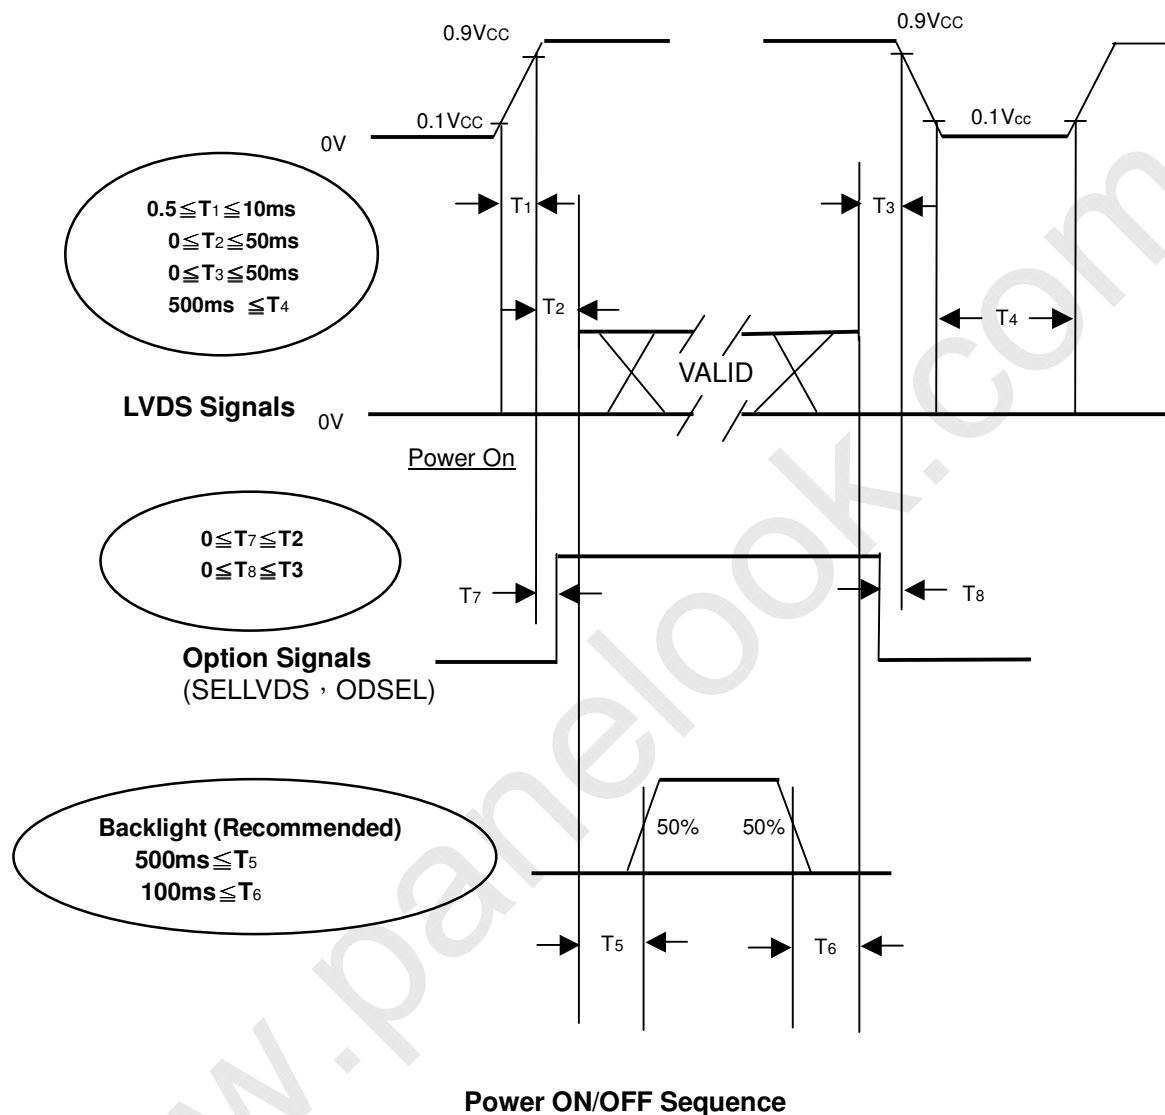 0.9VCC
0.9VCC
0.1VCC
0.1Vcc
0V
0.5≦T1≦10ms
0≦T2≦50ms
0≦T3≦50ms
500ms ≦T4
T1
T3
T2
T4
VALID
LVDS Signals
0V
Power On
0≦T7≦T2
0≦T8≦T3
T7
T8
Option Signals
(SELLVDS，ODSEL)
Backlight (Recommended)
500ms≦T5
100ms≦T6
50%
50%
T5
T6
Power ON/OFF Sequence
w.panelook.com